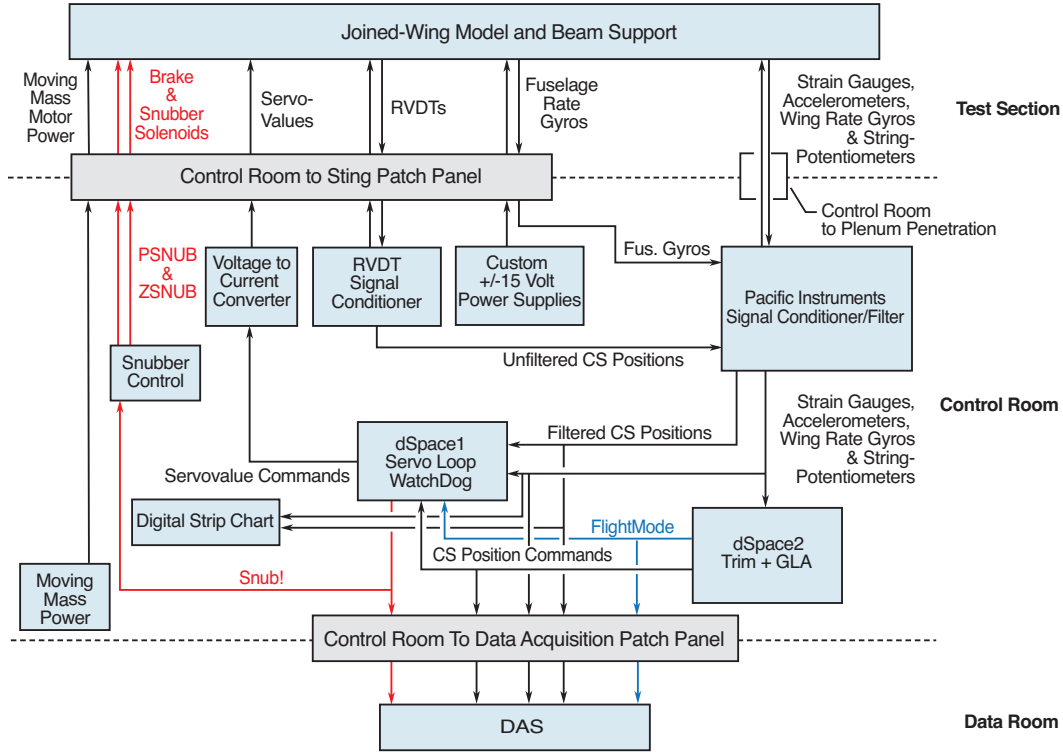 Joined-Wing Model and Beam Support
Moving
Mass
Motor
Power
Brake
&
Snubber
Solenoids
Servo-
Values
RVDTs
Fuselage
Rate
Gyros
Strain Gauges,
Accelerometers,
Wing Rate Gyros
& String-
Potentiometers
Test Section
Control Room to Sting Patch Panel
Control Room
to Plenum Penetration
PSNUB
&
ZSNUB
Voltage to
Current
Converter
RVDT
Signal
Conditioner
Custom
+/-15 Volt
Power Supplies
Fus. Gyros
Pacific Instruments
Signal Conditioner/Filter
Unfiltered CS Positions
Snubber
Control
Strain Gauges,
Accelerometers,
Wing Rate Gyros
& String-
Potentiometers
Control Room
Filtered CS Positions
dSpace1
Servo Loop
WatchDog
Servovalue Commands
Digital Strip Chart
FlightMode
dSpace2
Trim + GLA
CS Position Commands
Snub!
Moving
Mass
Power
Control Room To Data Acquisition Patch Panel
DAS
Data Room